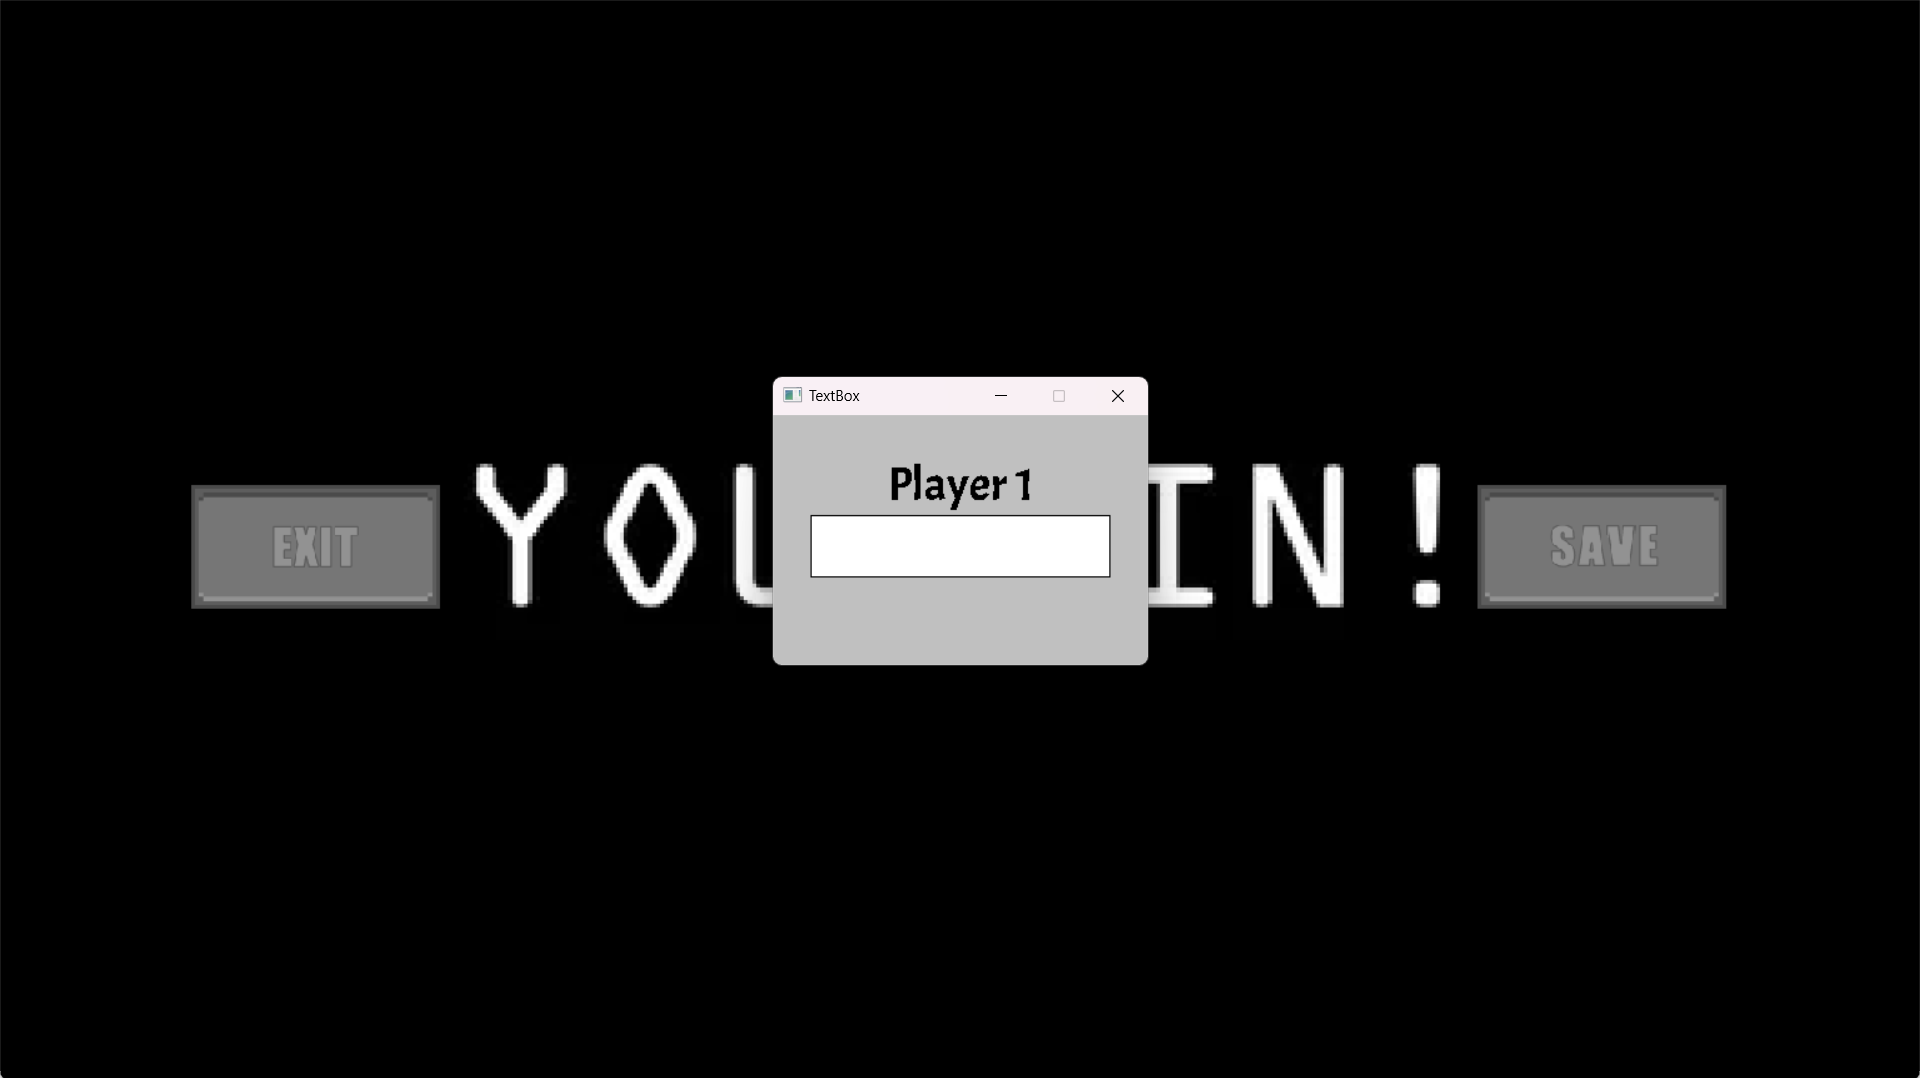 TextBox
Player 1
EXIT
YOU IN!
SAVE